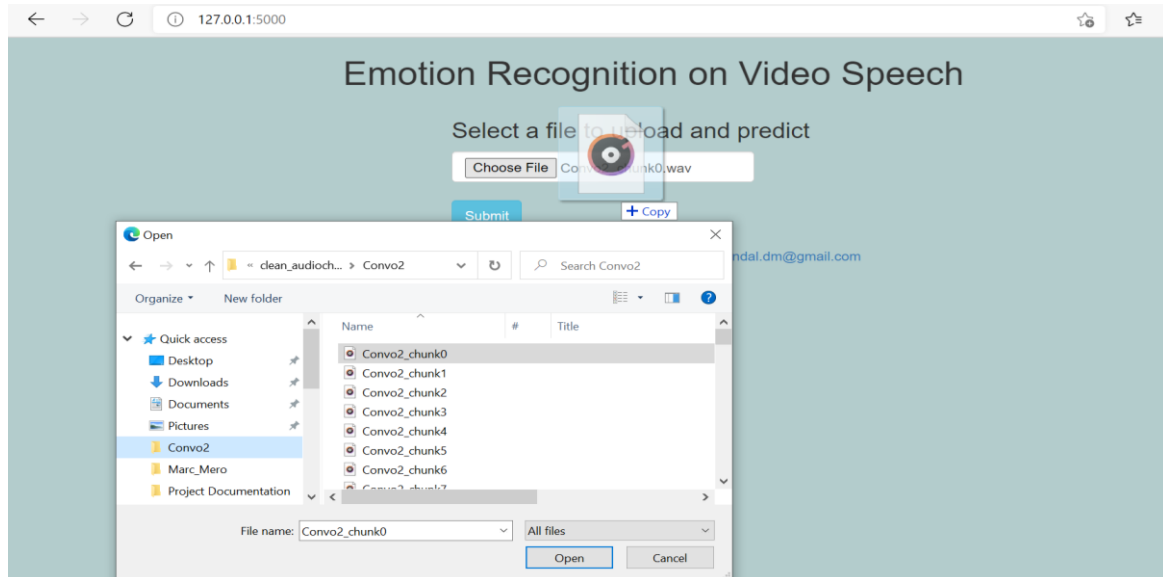 127.0.0.1:5000
Emotion Recognition on Video Speech
Select a file to upload and predict
Choose File Convo2_chunk0.wav
Submit
+ Copy
ndal.dm@gmail.com
Open
« clean_audioch... > Convo2
Search Convo2
Organize
New folder
Name # Title
Quick access
Desktop
Downloads
Documents
Pictures
Convo2
Marc_Mero
Project Documentation
Convo2_chunk0
Convo2_chunk1
Convo2_chunk2
Convo2_chunk3
Convo2_chunk4
Convo2_chunk5
Convo2_chunk6
Convo2_chunk7
File name: Convo2_chunk0
All files
Open
Cancel